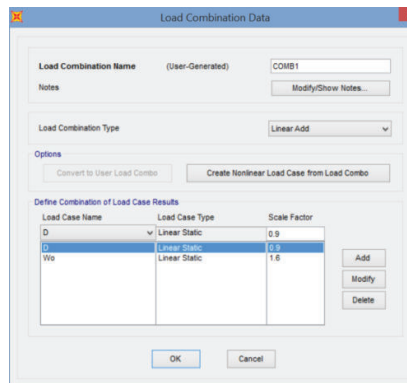 Load Combination Data
Load Combination Name (User-Generated) COMB1
Notes Modify/Show Notes...
Load Combination Type Linear Add
Options
Convert to User Load Combo Create Nonlinear Load Case from Load Combo
Define Combination of Load Case Results
Load Case Name Load Case Type Scale Factor
D Linear Static 0.9
D Linear Static 0.9
Wo Linear Static 1.6
Add
Modify
Delete
OK Cancel